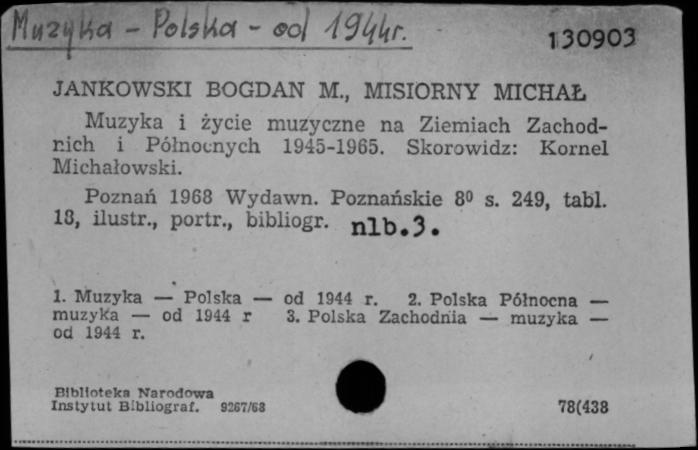 Muzyka - Polska - od 1944r.
130903
JANKOWSKI BOGDAN M., MISIORNY MICHAŁ
Muzyka i życie muzyczne na Ziemiach Zachod-
nich i Północnych 1945-1965. Skorowidz: Kornel
Michałowski.
Poznań 1968 Wydawn. Poznańskie 8⁰ s. 249, tabl.
18, ilustr., portr., bibliogr. nlb.3.
1. Muzyka — Polska — od 1944 r. 2. Polska Północna —
muzyka — od 1944 r 3. Polska Zachodnia — muzyka —
od 1944 r.
Biblioteka Narodowa
Instytut Bibliograf. 9267/68
78(438